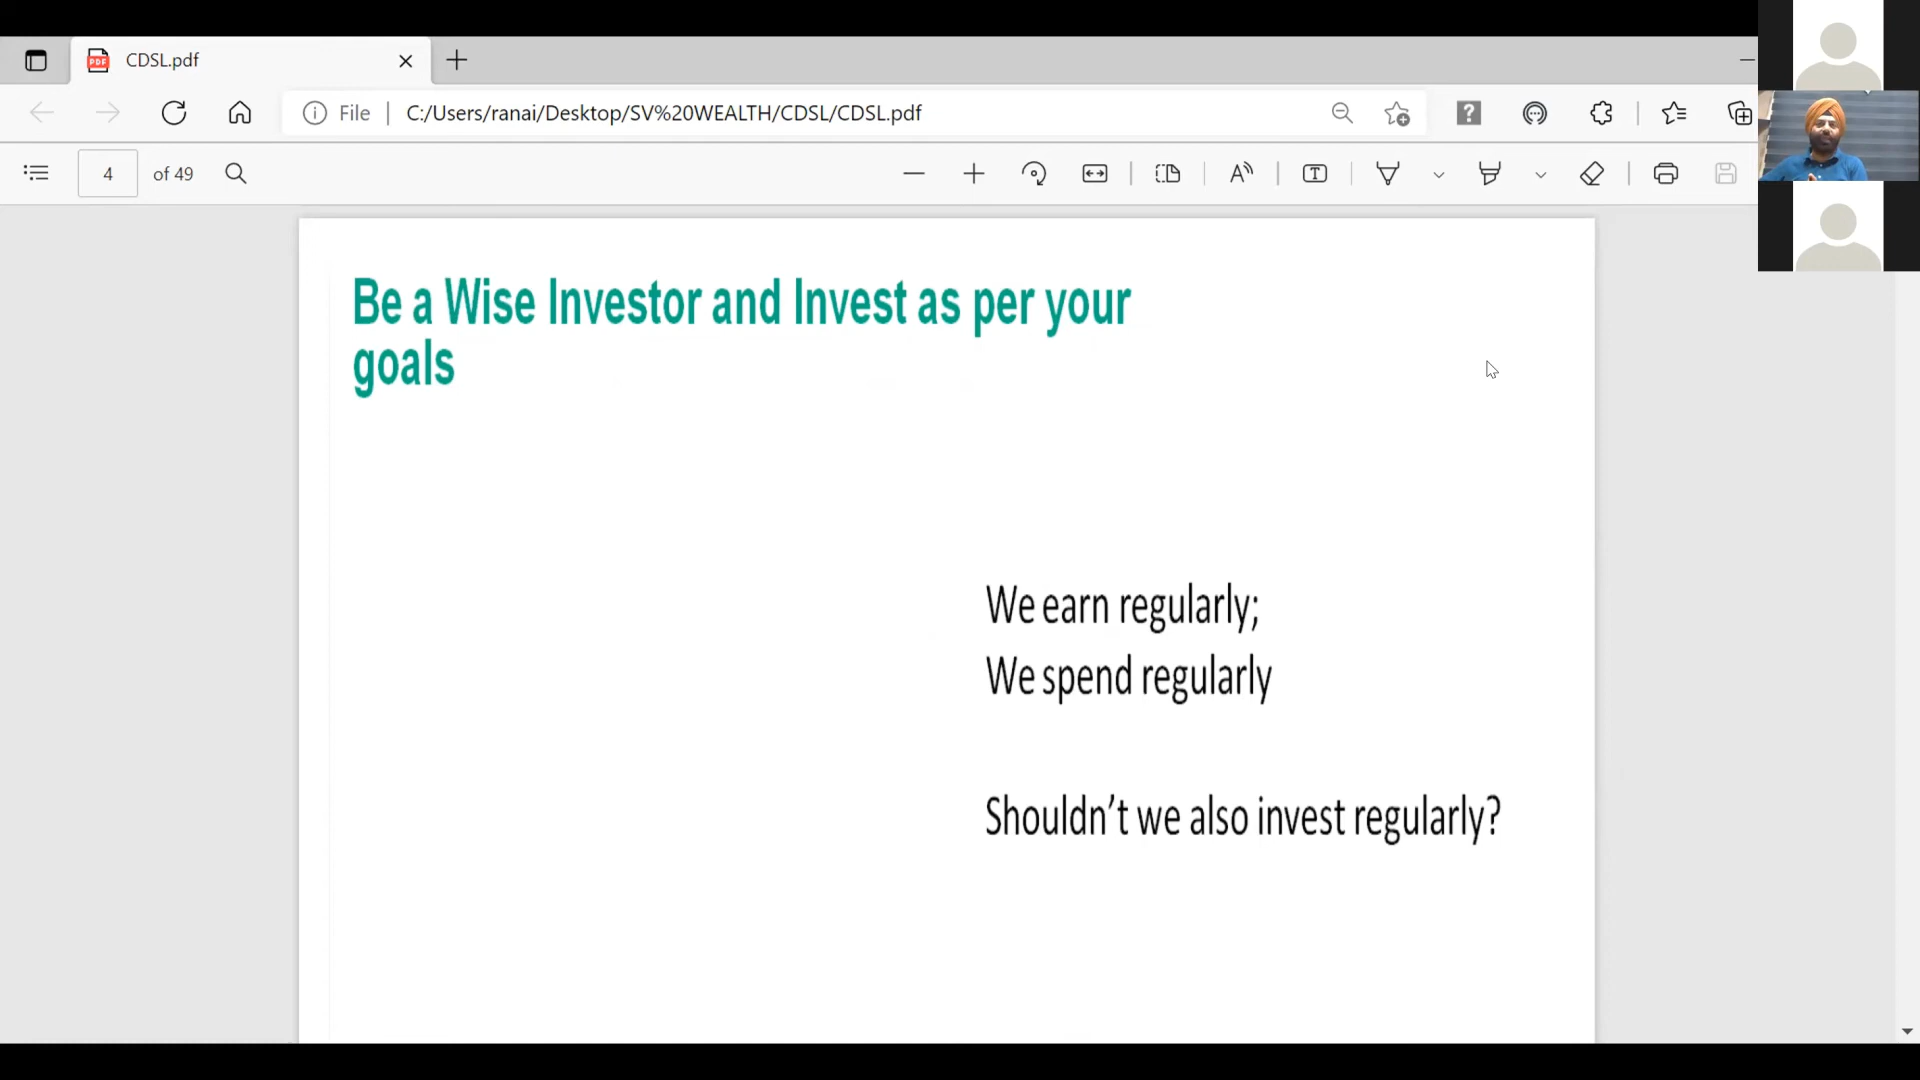 CDSL.pdf
File
C:/Users/ranai/Desktop/SV%20WEALTH/CDSL/CDSL.pdf
4 of 49
Be a Wise Investor and Invest as per your
goals
We earn regularly;
We spend regularly
Shouldn’t we also invest regularly?